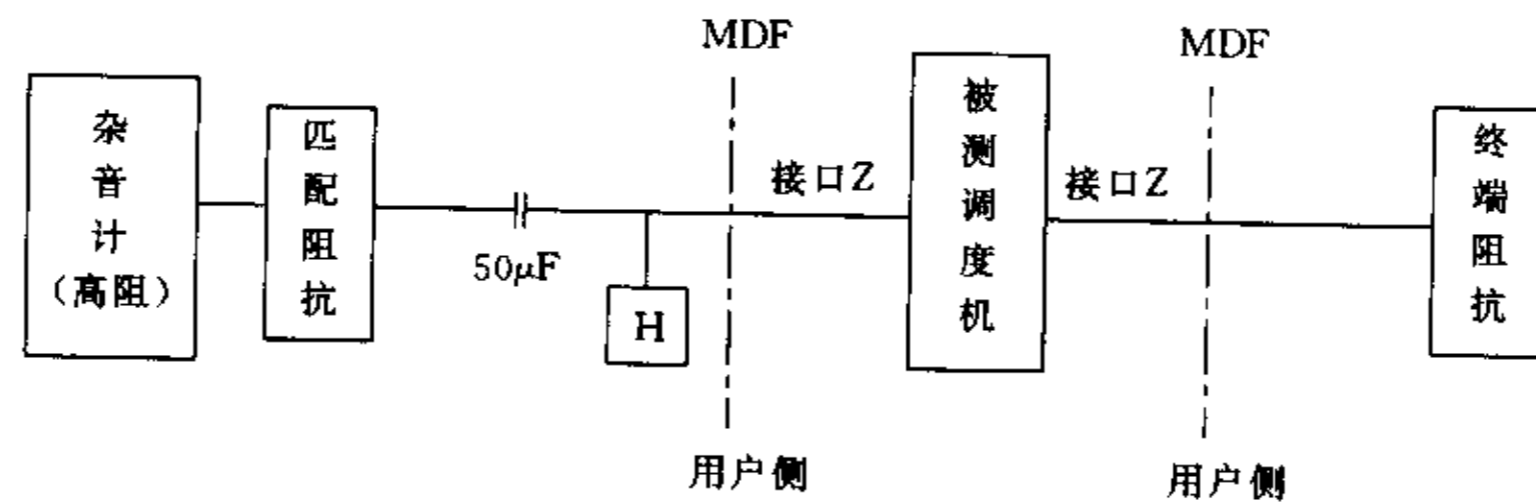 MDF
MDF
杂音计(高阻)
匹配阻抗
50μF
H
接口Z
被测调度机
接口Z
终端阻抗
用户侧
用户侧